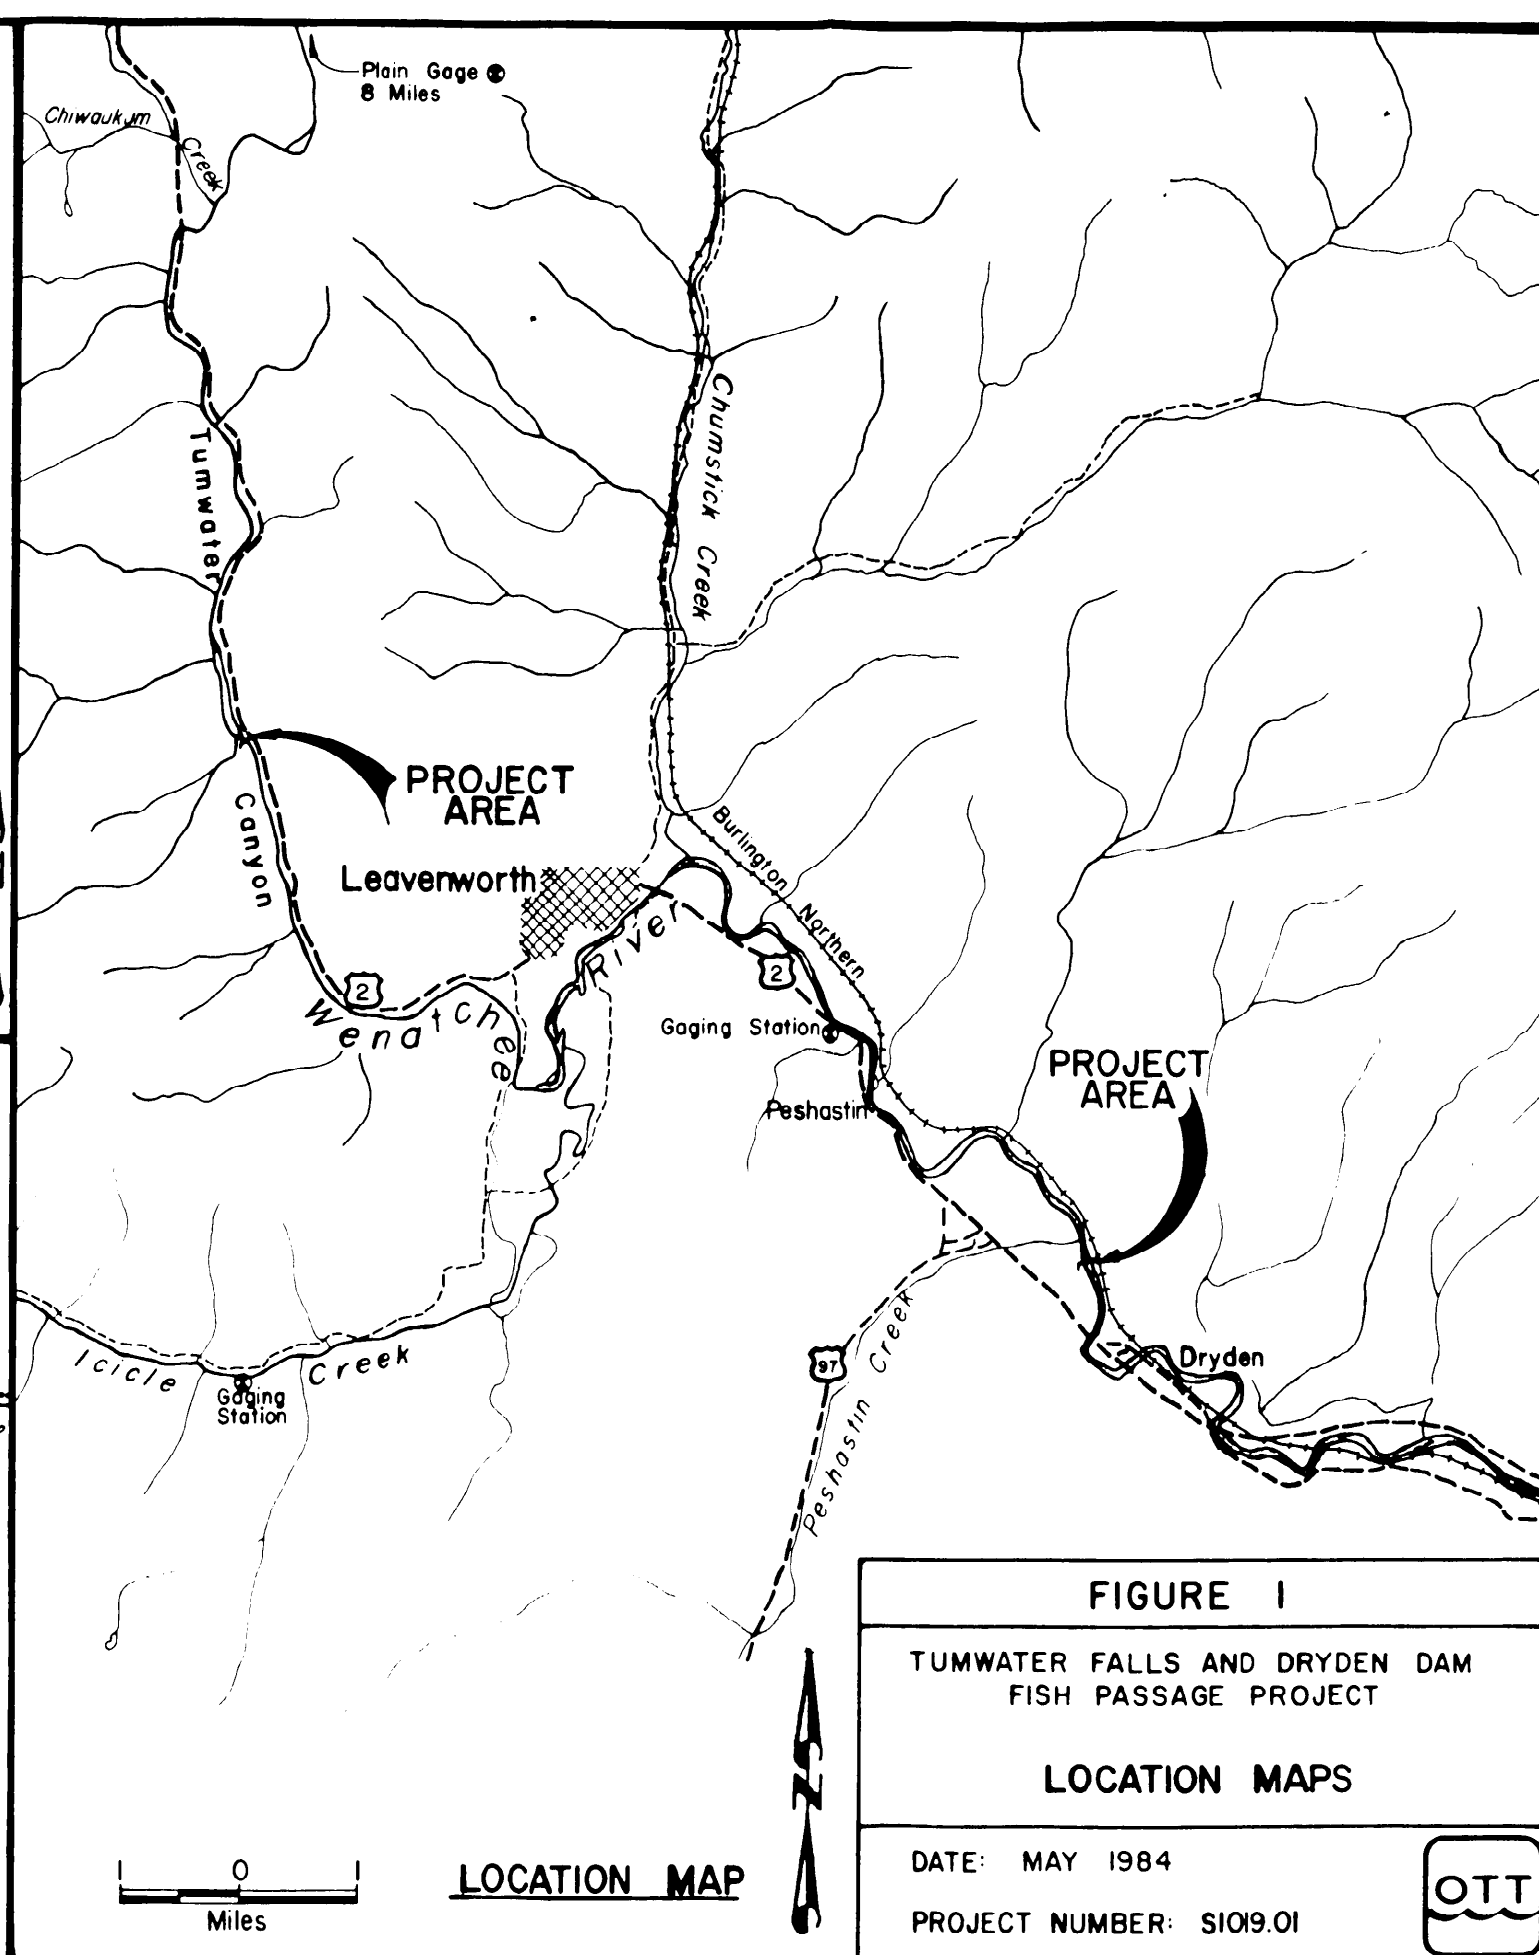 Plain Gage
8 Miles
Chiwaukum
Creek
Tumwater
Canyon
Chumstick Creek
PROJECT
AREA
Leavenworth
Burlington
Northern
River
2
2
Wenatchee
Gaging Station
PROJECT
AREA
Peshastin
Icicle
Creek
Gaging
Station
97
Peshastin Creek
Dryden
FIGURE 1
TUMWATER FALLS AND DRYDEN DAM
FISH PASSAGE PROJECT
LOCATION MAPS
N
1 0 1
Miles
LOCATION MAP
DATE: MAY 1984
PROJECT NUMBER: S1019.01
OTT